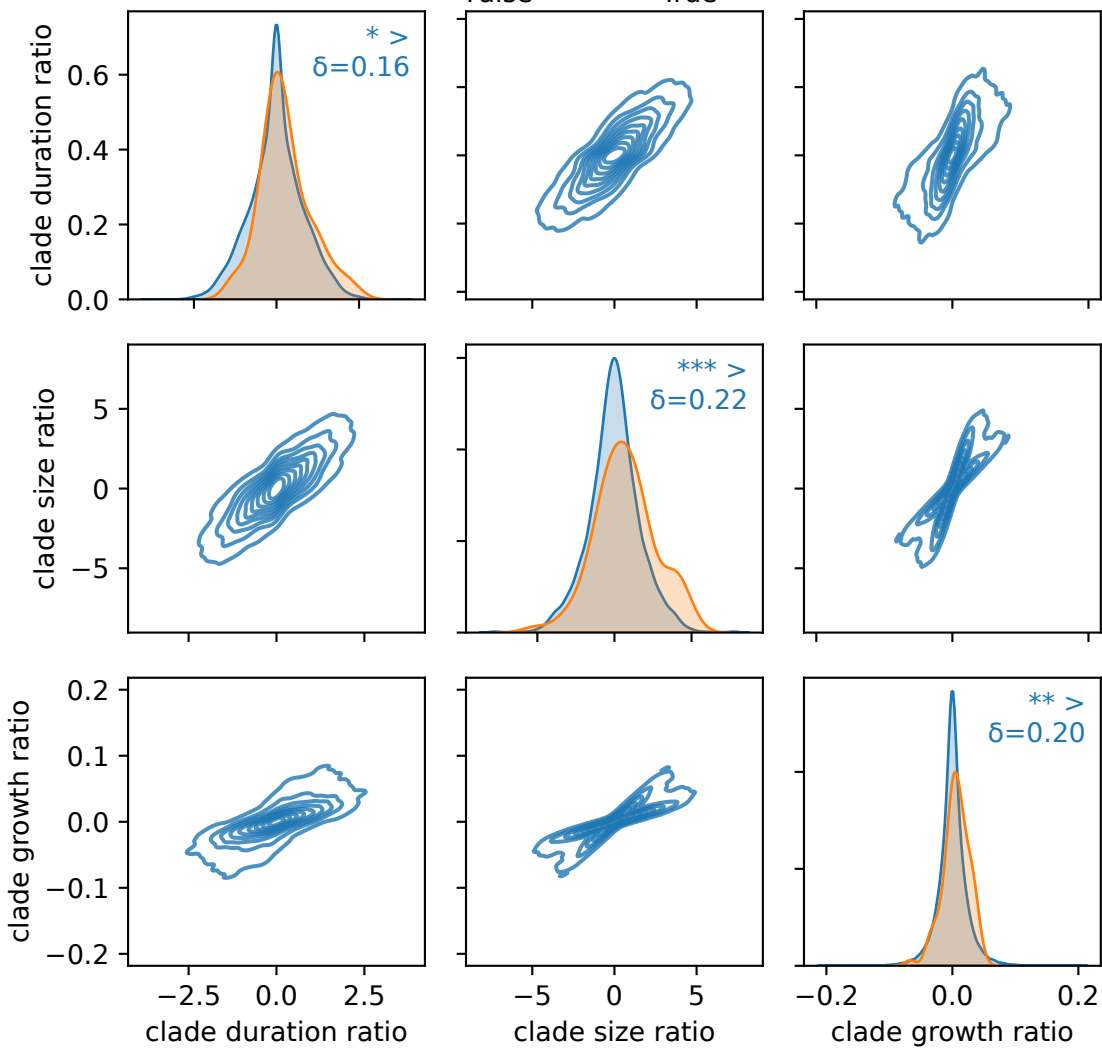 clade duration ratio
0.6
0.4
0.2
0.0
* >
δ=0.16
clade size ratio
5
0
−5
*** >
δ=0.22
clade growth ratio
0.2
0.1
0.0
−0.1
−0.2
** >
δ=0.20
−2.5 0.0 2.5
clade duration ratio
−5 0 5
clade size ratio
−0.2 0.0 0.2
clade growth ratio